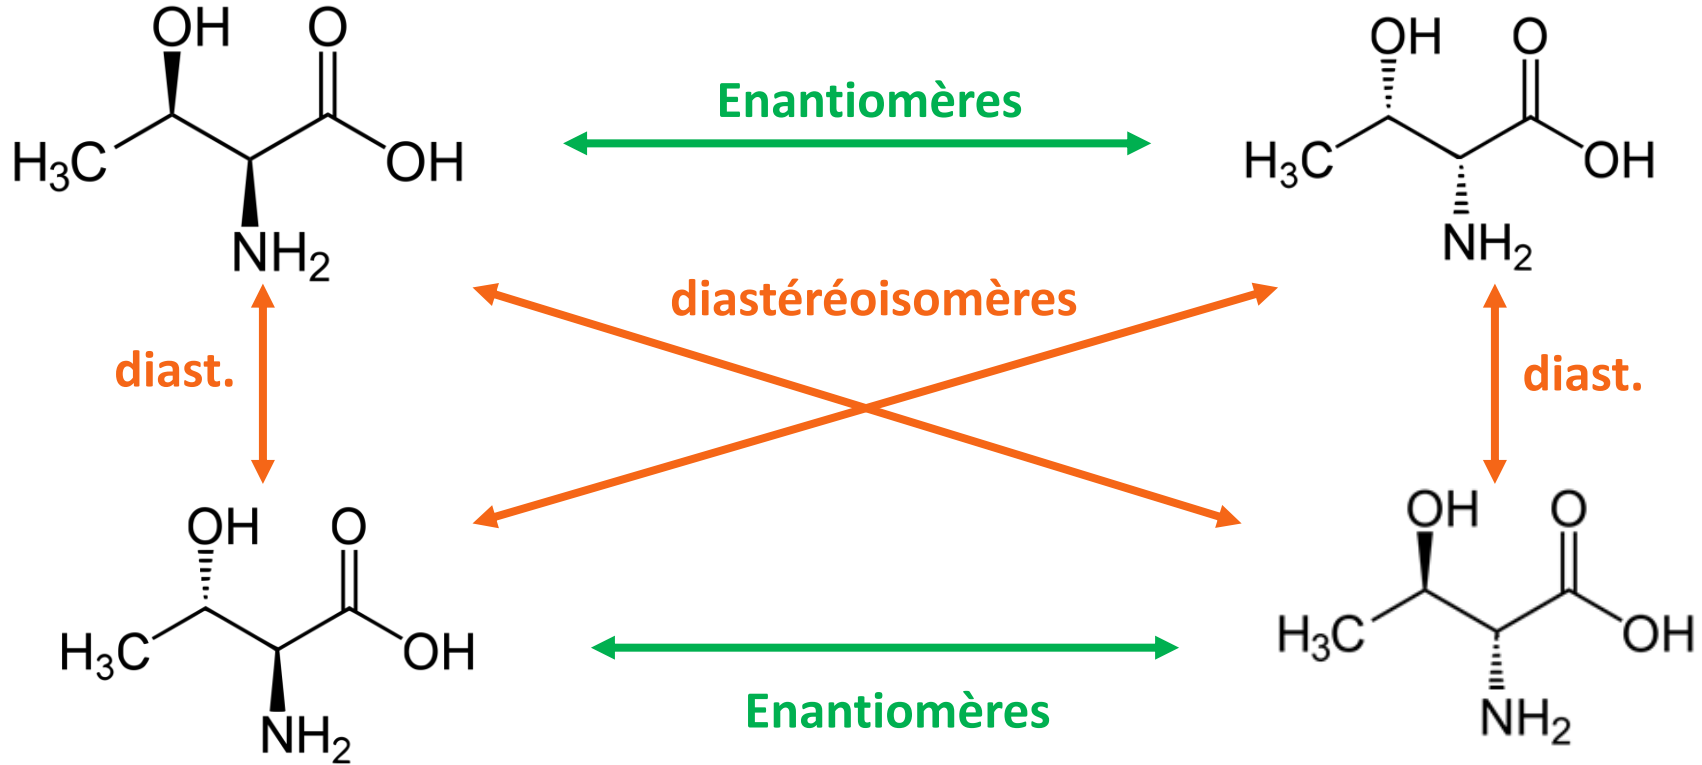 OH O OH O
Enantiomères
H₃C OH H₃C OH
NH₂ NH₂
diastéréoisomères
diast. diast.
OH O OH O
H₃C OH H₃C OH
Enantiomères
NH₂ NH₂